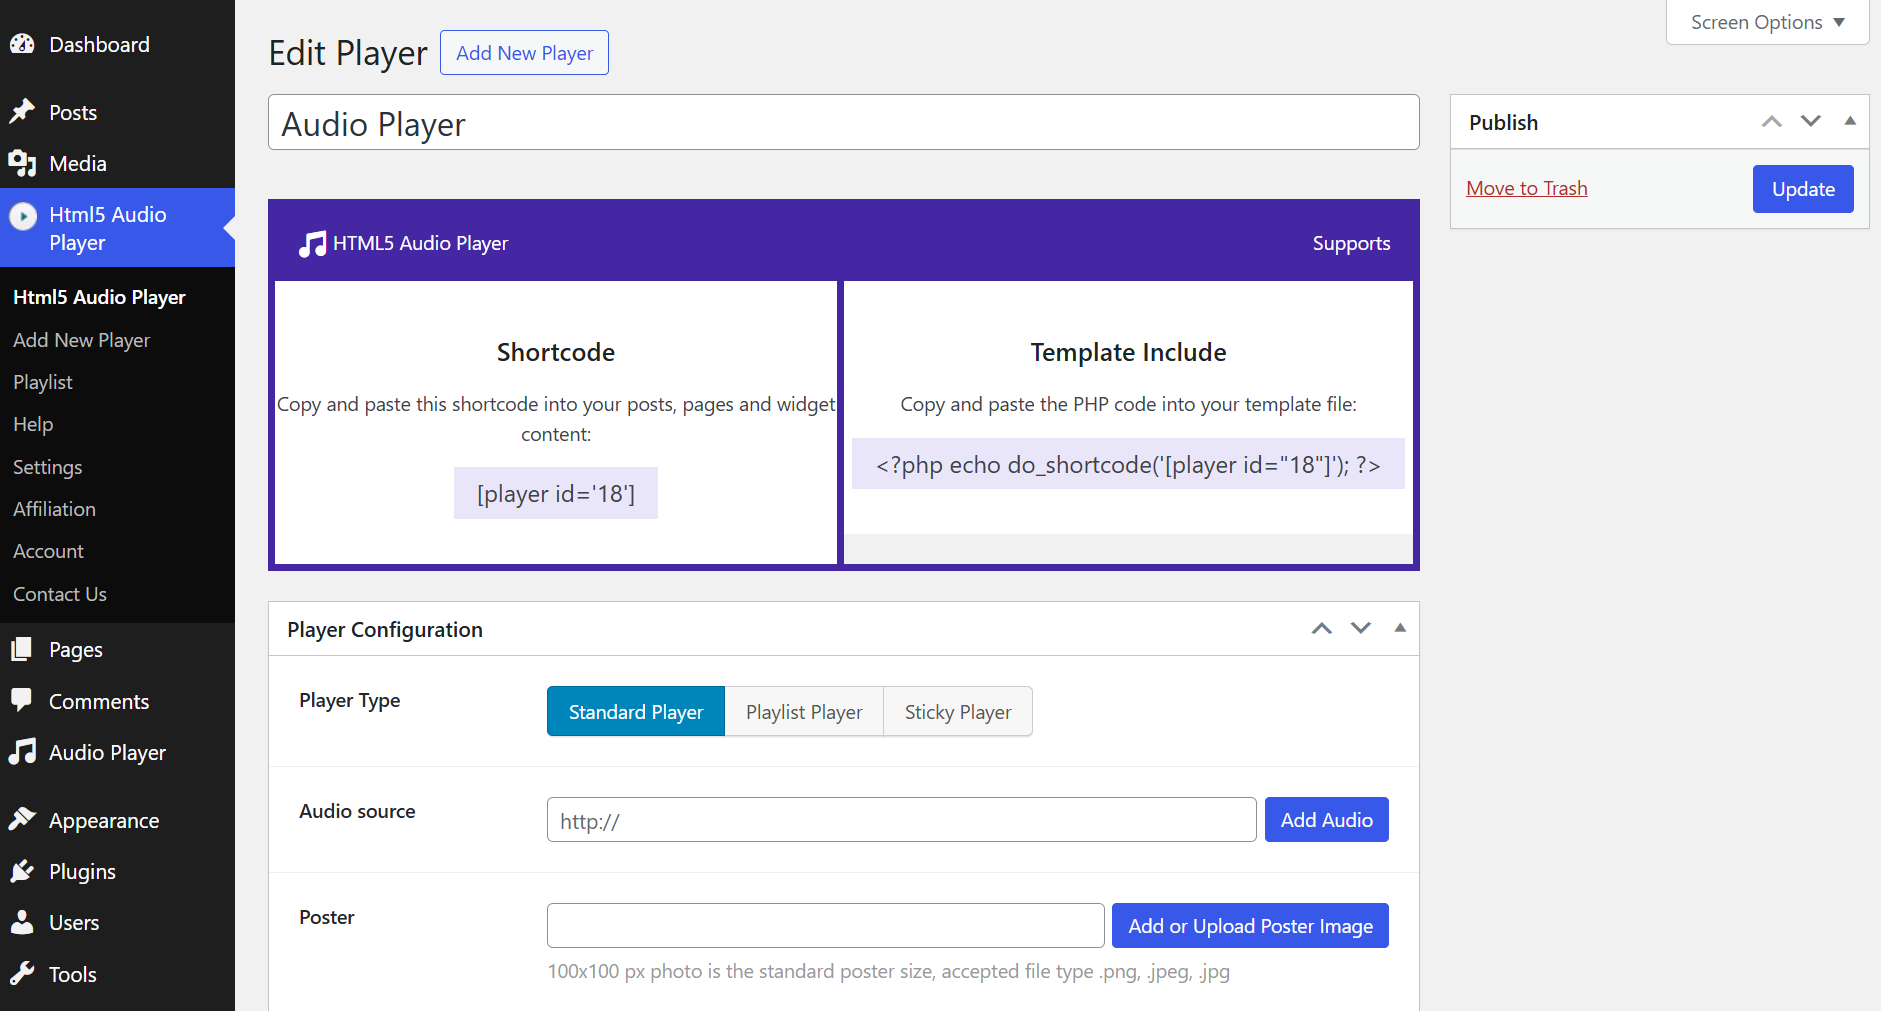 Dashboard
Posts
Media
Html5 Audio
Player
Html5 Audio Player
Add New Player
Playlist
Help
Settings
Affiliation
Account
Contact Us
Pages
Comments
Audio Player
Appearance
Plugins
Users
Tools
Screen Options
Edit Player
Add New Player
Audio Player
Publish
Move to Trash
Update
HTML5 Audio Player
Supports
Shortcode
Copy and paste this shortcode into your posts, pages and widget
content:
[player id='18']
Template Include
Copy and paste the PHP code into your template file:
<?php echo do_shortcode('[player id="18"]'); ?>
Player Configuration
Player Type
Standard Player
Playlist Player
Sticky Player
Audio source
http://
Add Audio
Poster
Add or Upload Poster Image
100x100 px photo is the standard poster size, accepted file type .png, .jpeg, .jpg